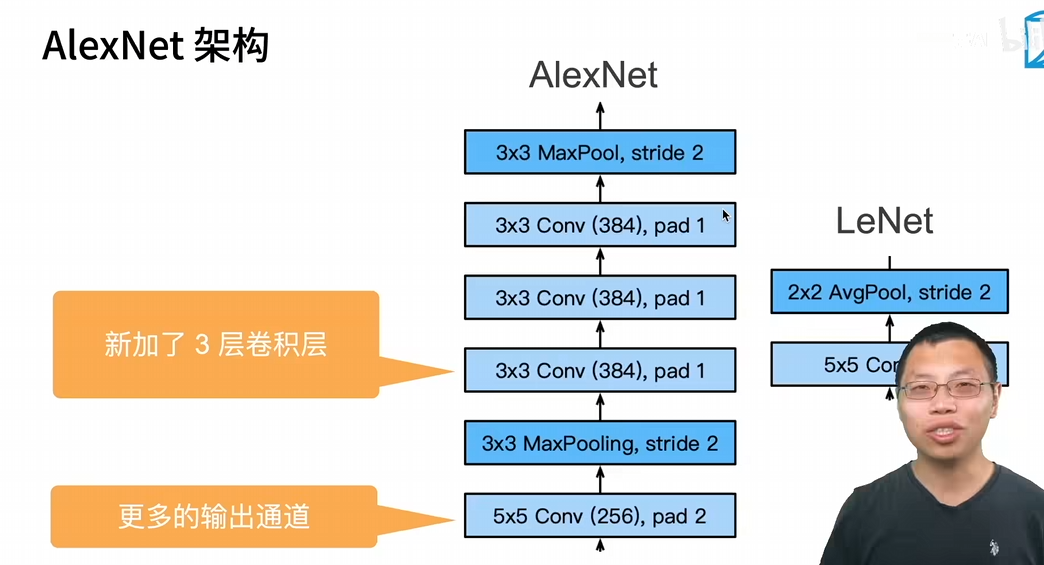 AlexNet 架构
AlexNet
3x3 MaxPool, stride 2
3x3 Conv (384), pad 1
3x3 Conv (384), pad 1
3x3 Conv (384), pad 1
3x3 MaxPooling, stride 2
5x5 Conv (256), pad 2
新加了 3 层卷积层
更多的输出通道
LeNet
2x2 AvgPool, stride 2
5x5